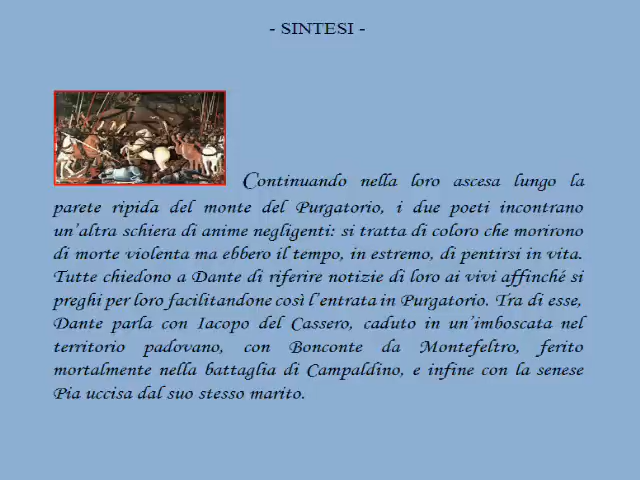 - SINTESI -
Continuando nella loro ascesa lungo la
parete ripida del monte del Purgatorio, i due poeti incontrano
un'altra schiera di anime negligenti: si tratta di coloro che morirono
di morte violenta ma ebbero il tempo, in estremo, di pentirsi in vita.
Tutte chiedono a Dante di riferire notizie di loro ai vivi affinché si
preghi per loro facilitandone così l'entrata in Purgatorio. Tra di esse,
Dante parla con Iacopo del Cassero, caduto in un'imboscata nel
territorio padovano, con Bonconte da Montefeltro, ferito
mortalmente nella battaglia di Campaldino, e infine con la senese
Pia uccisa dal suo stesso marito.